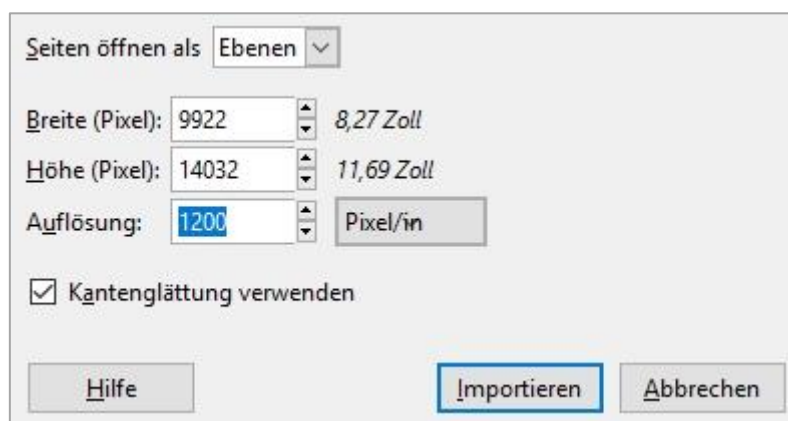 Seiten öffnen als Ebenen
Breite (Pixel): 9922 8,27 Zoll
Höhe (Pixel): 14032 11,69 Zoll
Auflösung: 1200 Pixel/in
Kantenglättung verwenden
Hilfe Importieren Abbrechen